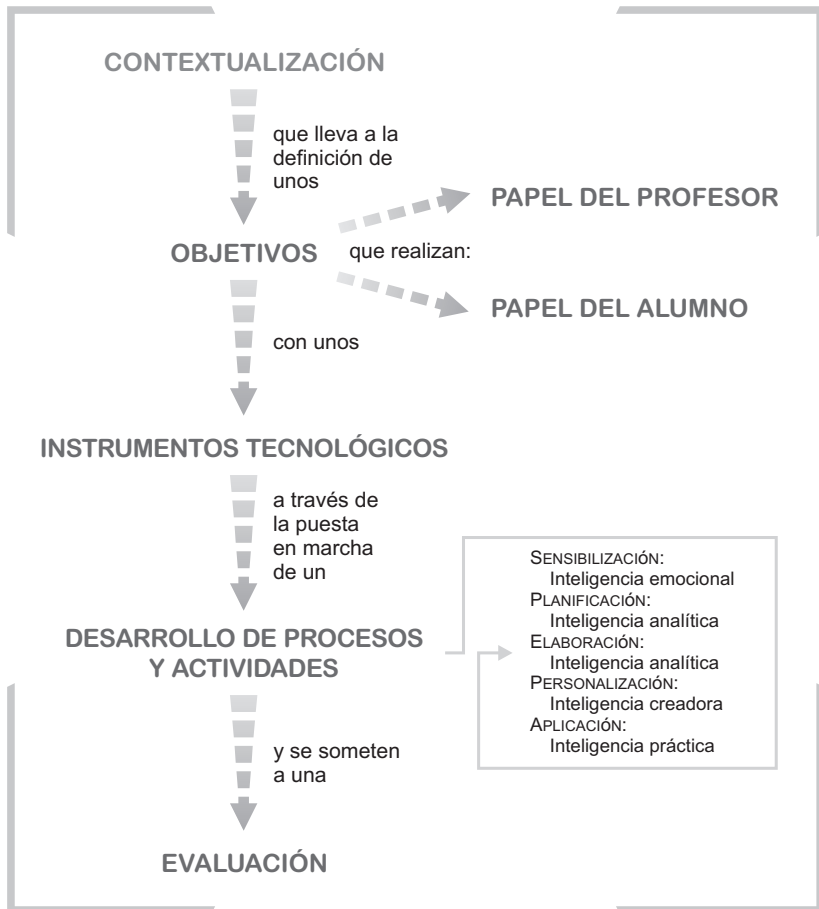 CONTEXTUALIZACIÓN
que lleva a la
definición de
unos
PAPEL DEL PROFESOR
OBJETIVOS
que realizan:
PAPEL DEL ALUMNO
con unos
INSTRUMENTOS TECNOLÓGICOS
a través de
la puesta
en marcha
de un
DESARROLLO DE PROCESOS
Y ACTIVIDADES
SENSIBILIZACIÓN:
Inteligencia emocional
PLANIFICACIÓN:
Inteligencia analítica
ELABORACIÓN:
Inteligencia analítica
PERSONALIZACIÓN:
Inteligencia creadora
APLICACIÓN:
Inteligencia práctica
y se someten
a una
EVALUACIÓN